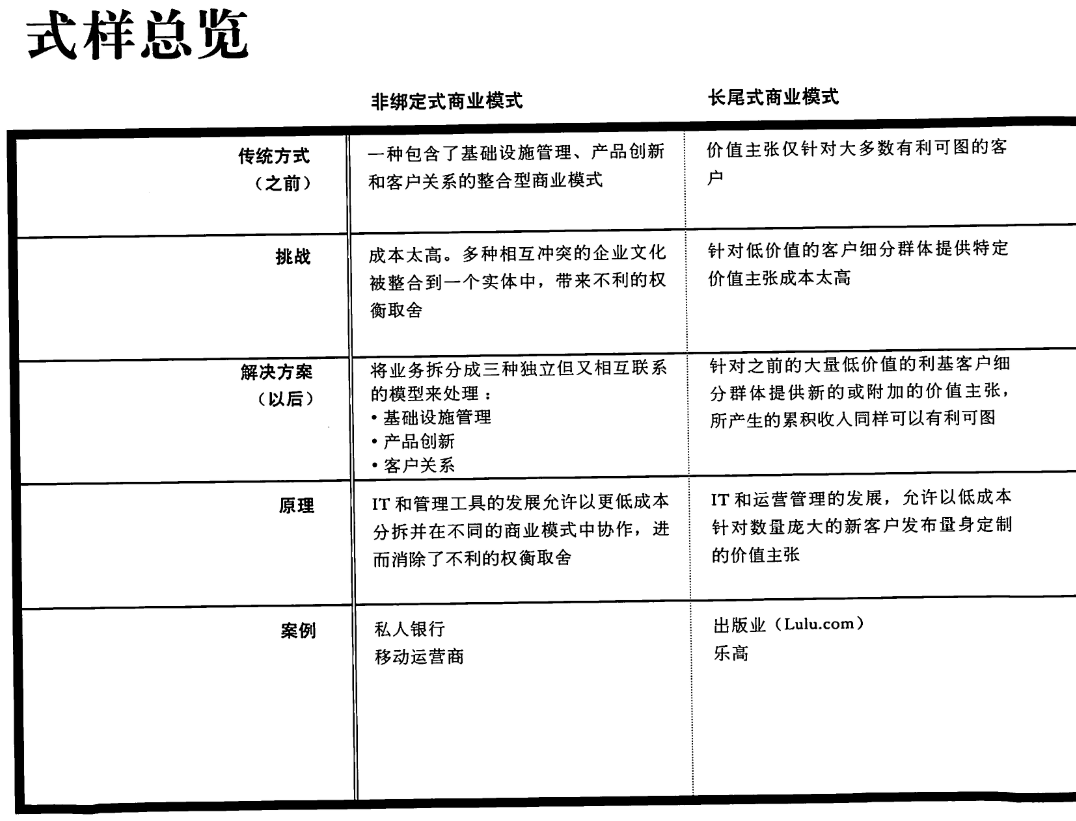 式样总览
非绑定式商业模式
长尾式商业模式
传统方式
（之前）
一种包含了基础设施管理、产品创新
和客户关系的整合型商业模式
价值主张仅针对大多数有利可图的客
户
挑战
成本太高。多种相互冲突的企业文化
被整合到一个实体中，带来不利的权
衡取舍
针对低价值的客户细分群体提供特定
价值主张成本太高
解决方案
（以后）
将业务拆分成三种独立但又相互联系
的模型来处理：
• 基础设施管理
• 产品创新
• 客户关系
针对之前的大量低价值的利基客户细
分群体提供新的或附加的价值主张，
所产生的累积收人同样可以有利可图
原理
IT 和管理工具的发展允许以更低成本
分拆并在不同的商业模式中协作，进
而消除了不利的权衡取舍
IT 和运营管理的发展，允许以低成本
针对数量庞大的新客户发布量身定制
的价值主张
案例
私人银行
移动运营商
出版业（Lulu.com）
乐高